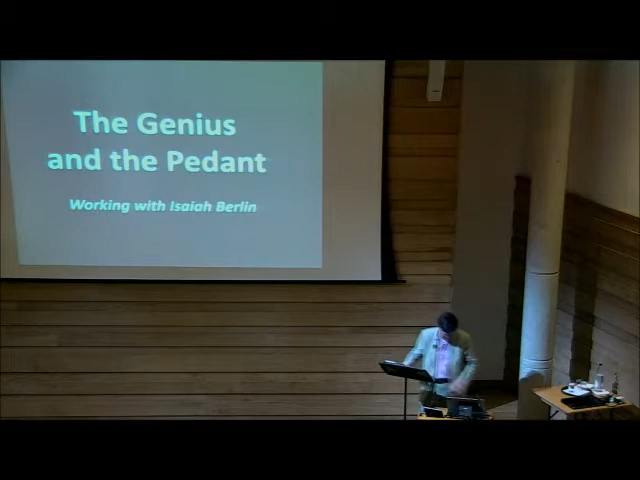 The Genius
and the Pedant
Working with Isaiah Berlin